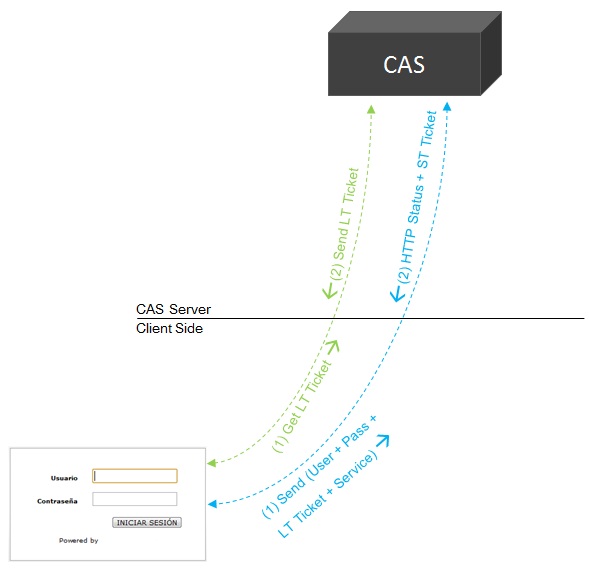 CAS
(2) Send LT Ticket
(2) HTTP Status + ST Ticket
CAS Server
Client Side
(1) Get LT Ticket
(1) Send (User + Pass +
LT Ticket + Service)
Usuario
Contraseña
INICIAR SESIÓN
Powered by